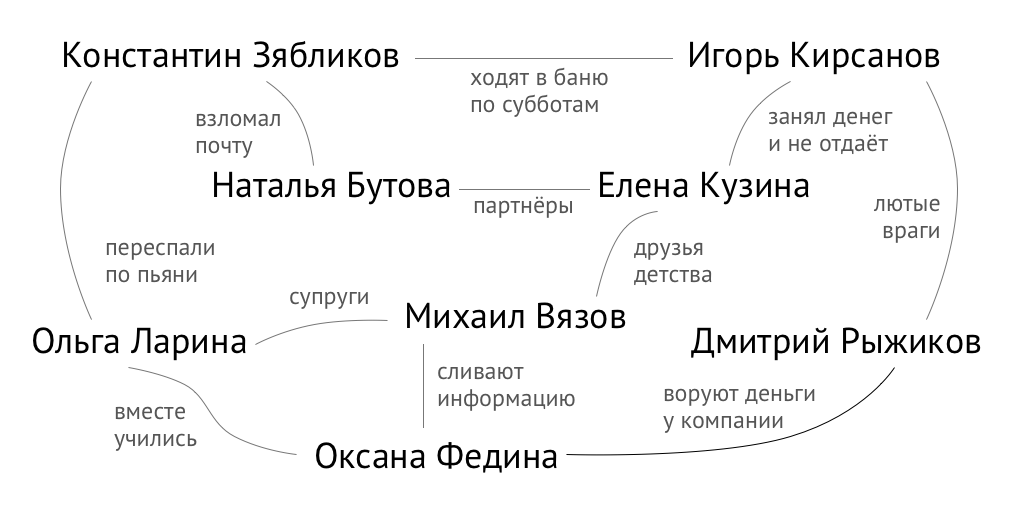 Константин Зябликов
Игорь Кирсанов
ходят в баню
по субботам
взломал
почту
занял денег
и не отдаёт
Наталья Бутова
Елена Кузина
партнёры
лютые
враги
переспали
по пьяни
друзья
детства
супруги
Михаил Вязов
Ольга Ларина
Дмитрий Рыжиков
сливают
информацию
воруют деньги
у компании
вместе
учились
Оксана Федина